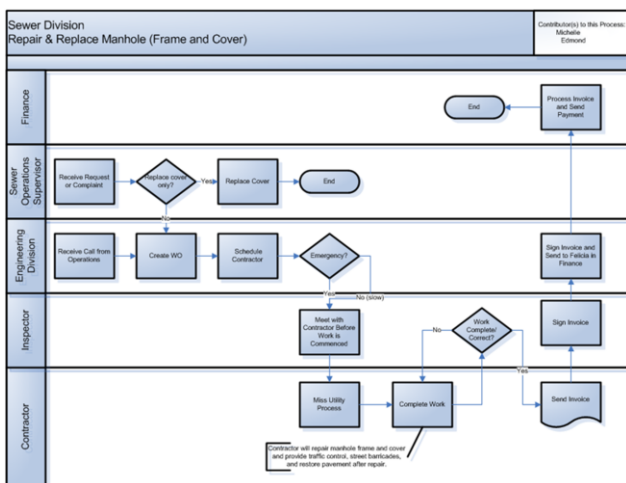 Sewer Division
Repair & Replace Manhole (Frame and Cover)
Contributor(s) to this Process:
Michelle
Edmond
Finance
End
Process Invoice
and Send
Payment
Sewer
Operations
Supervisor
Receive Request
or Complaint
Replace cover
only?
Yes
Replace Cover
End
No
Engineering
Division
Receive Call from
Operations
Create WO
Schedule
Contractor
Emergency?
Sign Invoice and
Send to Felicia in
Finance
Yes
No (slow)
Inspector
Meet with
Contractor Before
Work is
Commenced
No
Work
Complete/
Correct?
Sign Invoice
Yes
Contractor
Miss Utility
Process
Complete Work
Send Invoice
Contractor will repair manhole frame and cover
and provide traffic control, street barricades,
and restore pavement after repair.